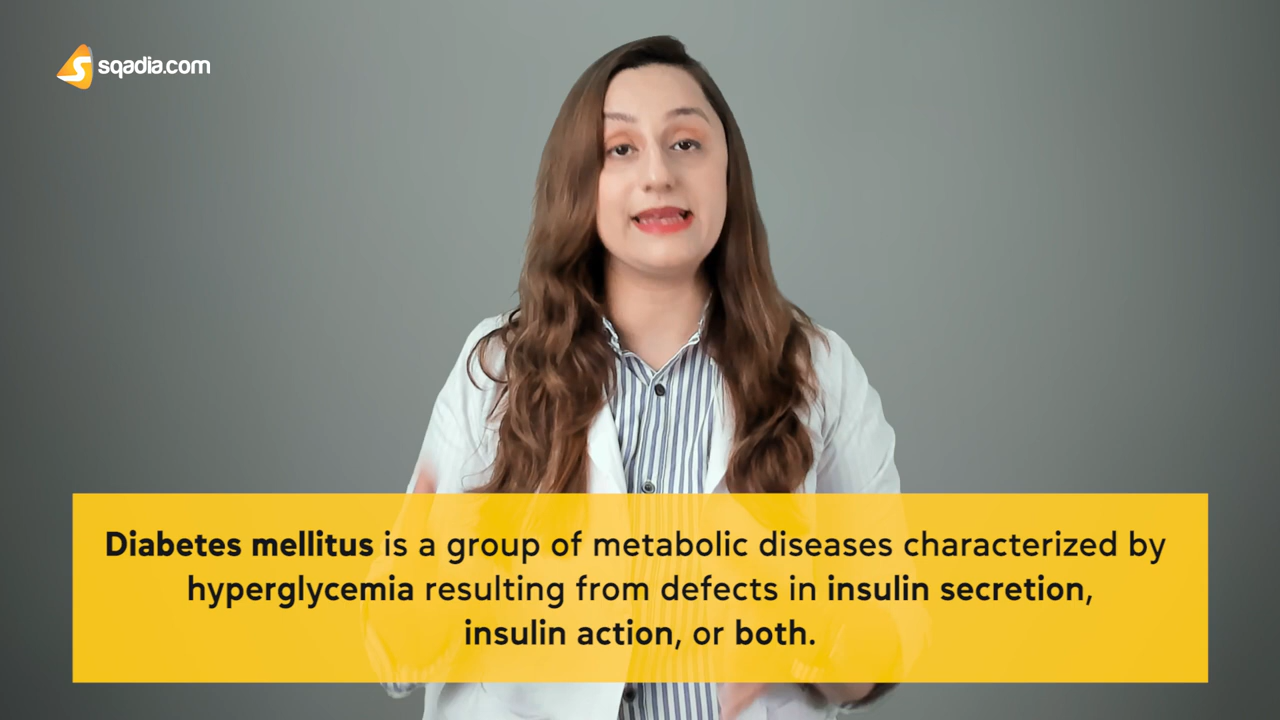 sqadia.com
Diabetes mellitus is a group of metabolic diseases characterized by
hyperglycemia resulting from defects in insulin secretion,
insulin action, or both.